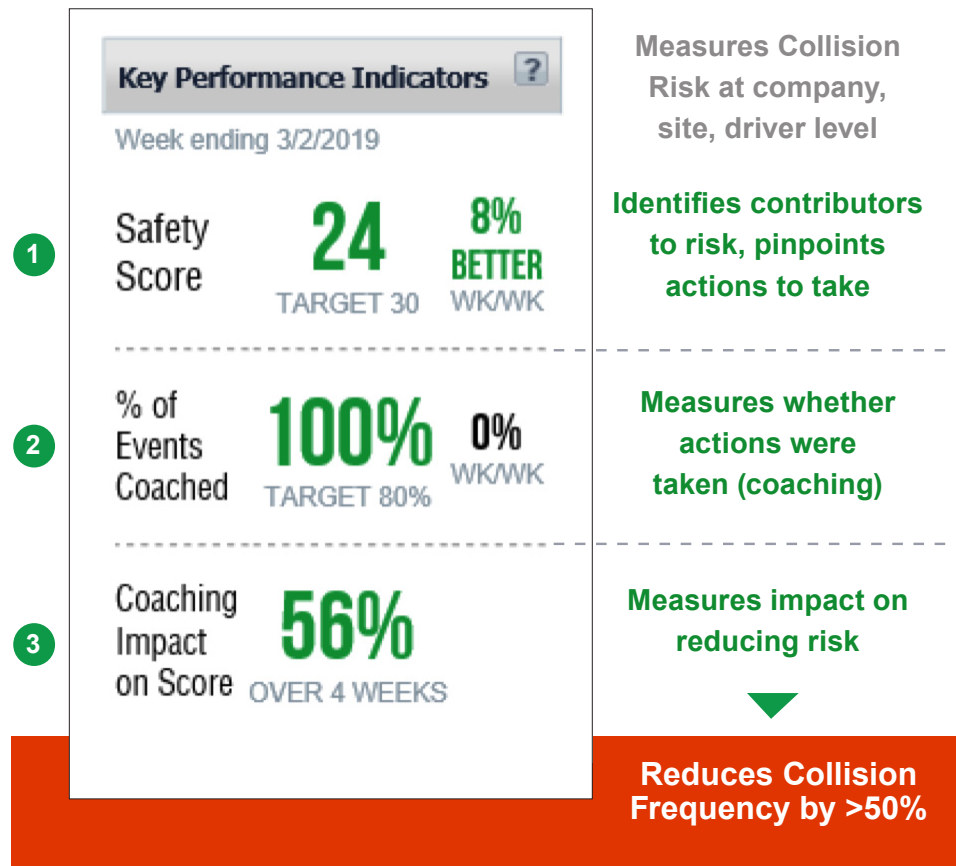 Key Performance Indicators ?
Week ending 3/2/2019
Measures Collision
Risk at company,
site, driver level
1
Safety
Score
24
TARGET 30
8%
BETTER
WK/WK
Identifies contributors
to risk, pinpoints
actions to take
2
% of
Events
Coached
100%
TARGET 80%
0%
WK/WK
Measures whether
actions were
taken (coaching)
3
Coaching
Impact
on Score
56%
OVER 4 WEEKS
Measures impact on
reducing risk
Reduces Collision
Frequency by >50%